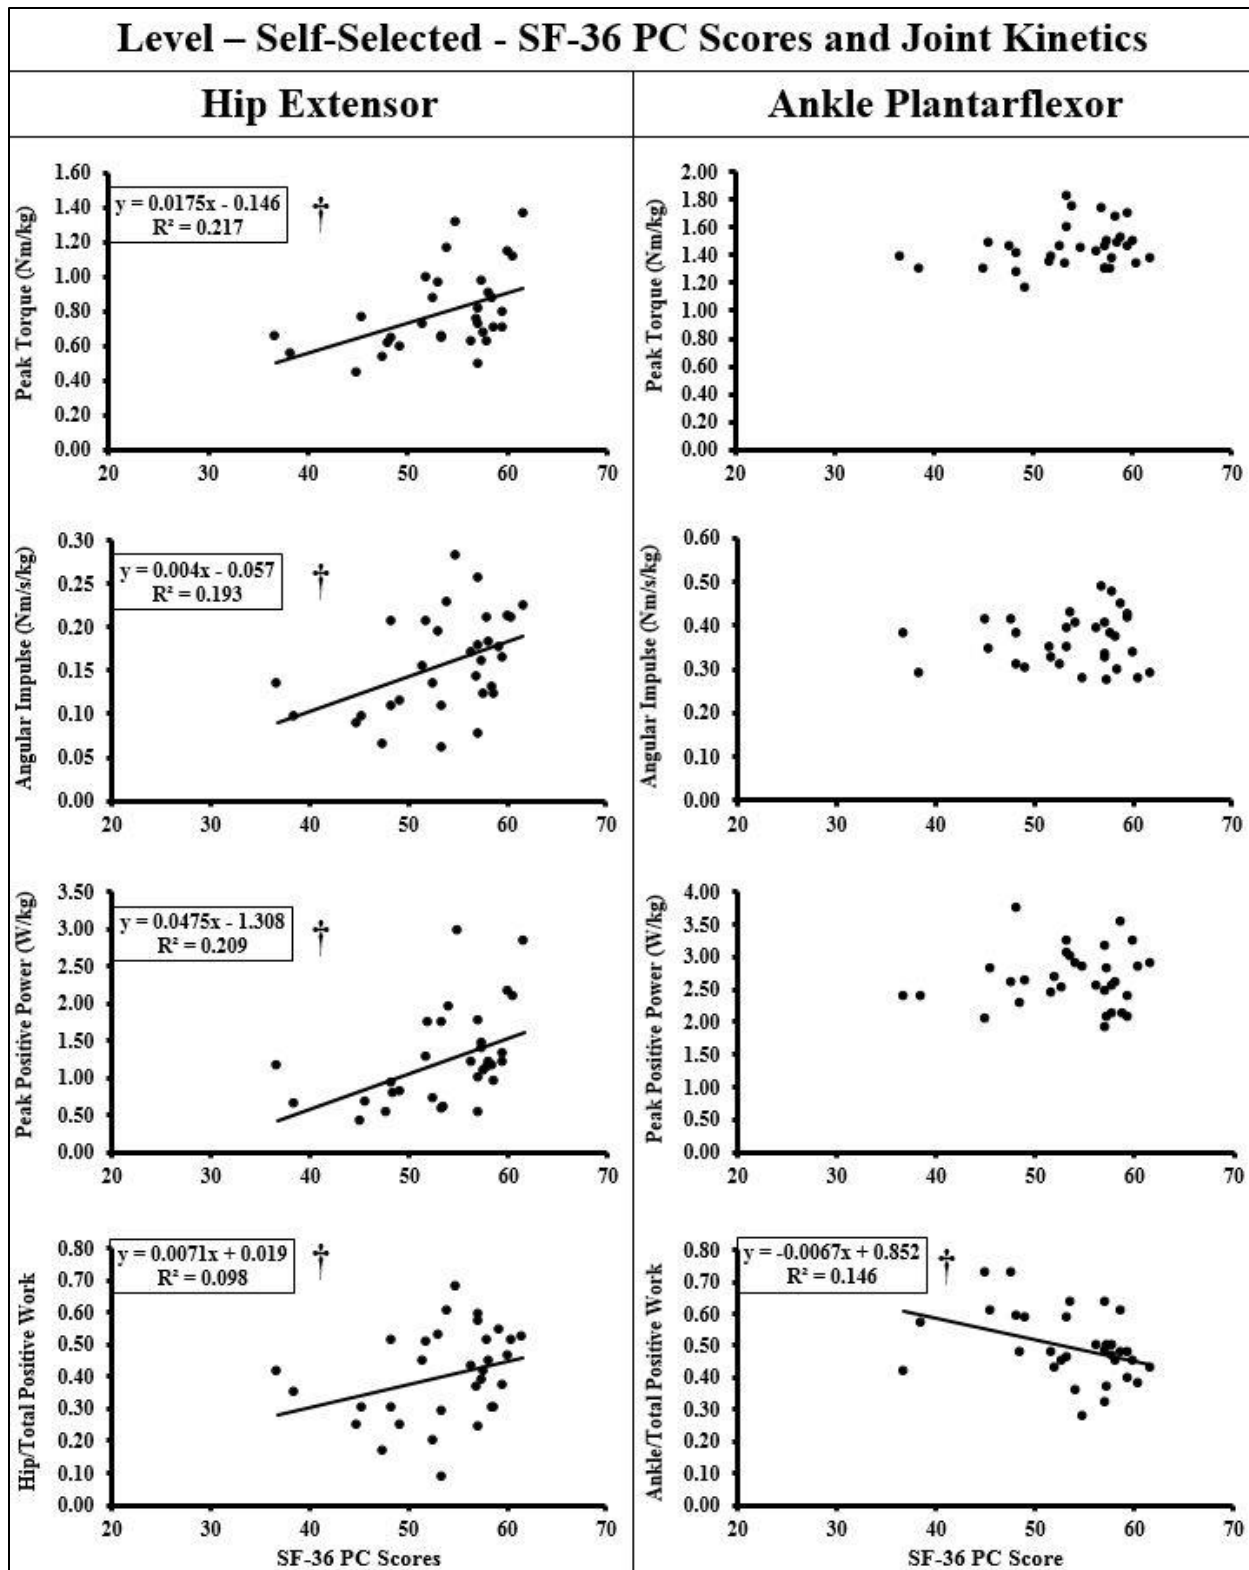 Level – Self-Selected - SF-36 PC Scores and Joint Kinetics
Hip Extensor
Ankle Plantarflexor
Peak Torque (Nm/kg)
1.60
1.40
1.20
1.00
0.80
0.60
0.40
0.20
0.00
y = 0.0175x - 0.146
R² = 0.217
†
20 30 40 50 60 70
Peak Torque (Nm/kg)
2.00
1.80
1.60
1.40
1.20
1.00
0.80
0.60
0.40
0.20
0.00
20 30 40 50 60 70
Angular Impulse (Nm/s/kg)
0.30
0.25
0.20
0.15
0.10
0.05
0.00
y = 0.004x - 0.057
R² = 0.193
†
20 30 40 50 60 70
Angular Impulse (Nm/s/kg)
0.60
0.50
0.40
0.30
0.20
0.10
0.00
20 30 40 50 60 70
Peak Positive Power (W/kg)
3.50
3.00
2.50
2.00
1.50
1.00
0.50
0.00
y = 0.0475x - 1.308
R² = 0.209
†
20 30 40 50 60 70
Peak Positive Power (W/kg)
4.00
3.50
3.00
2.50
2.00
1.50
1.00
0.50
0.00
20 30 40 50 60 70
Hip/Total Positive Work
0.80
0.70
0.60
0.50
0.40
0.30
0.20
0.10
0.00
y = 0.0071x + 0.019
R² = 0.098
†
20 30 40 50 60 70
SF-36 PC Scores
Ankle/Total Positive Work
0.80
0.70
0.60
0.50
0.40
0.30
0.20
0.10
0.00
y = -0.0067x + 0.852
R² = 0.146
†
20 30 40 50 60 70
SF-36 PC Score